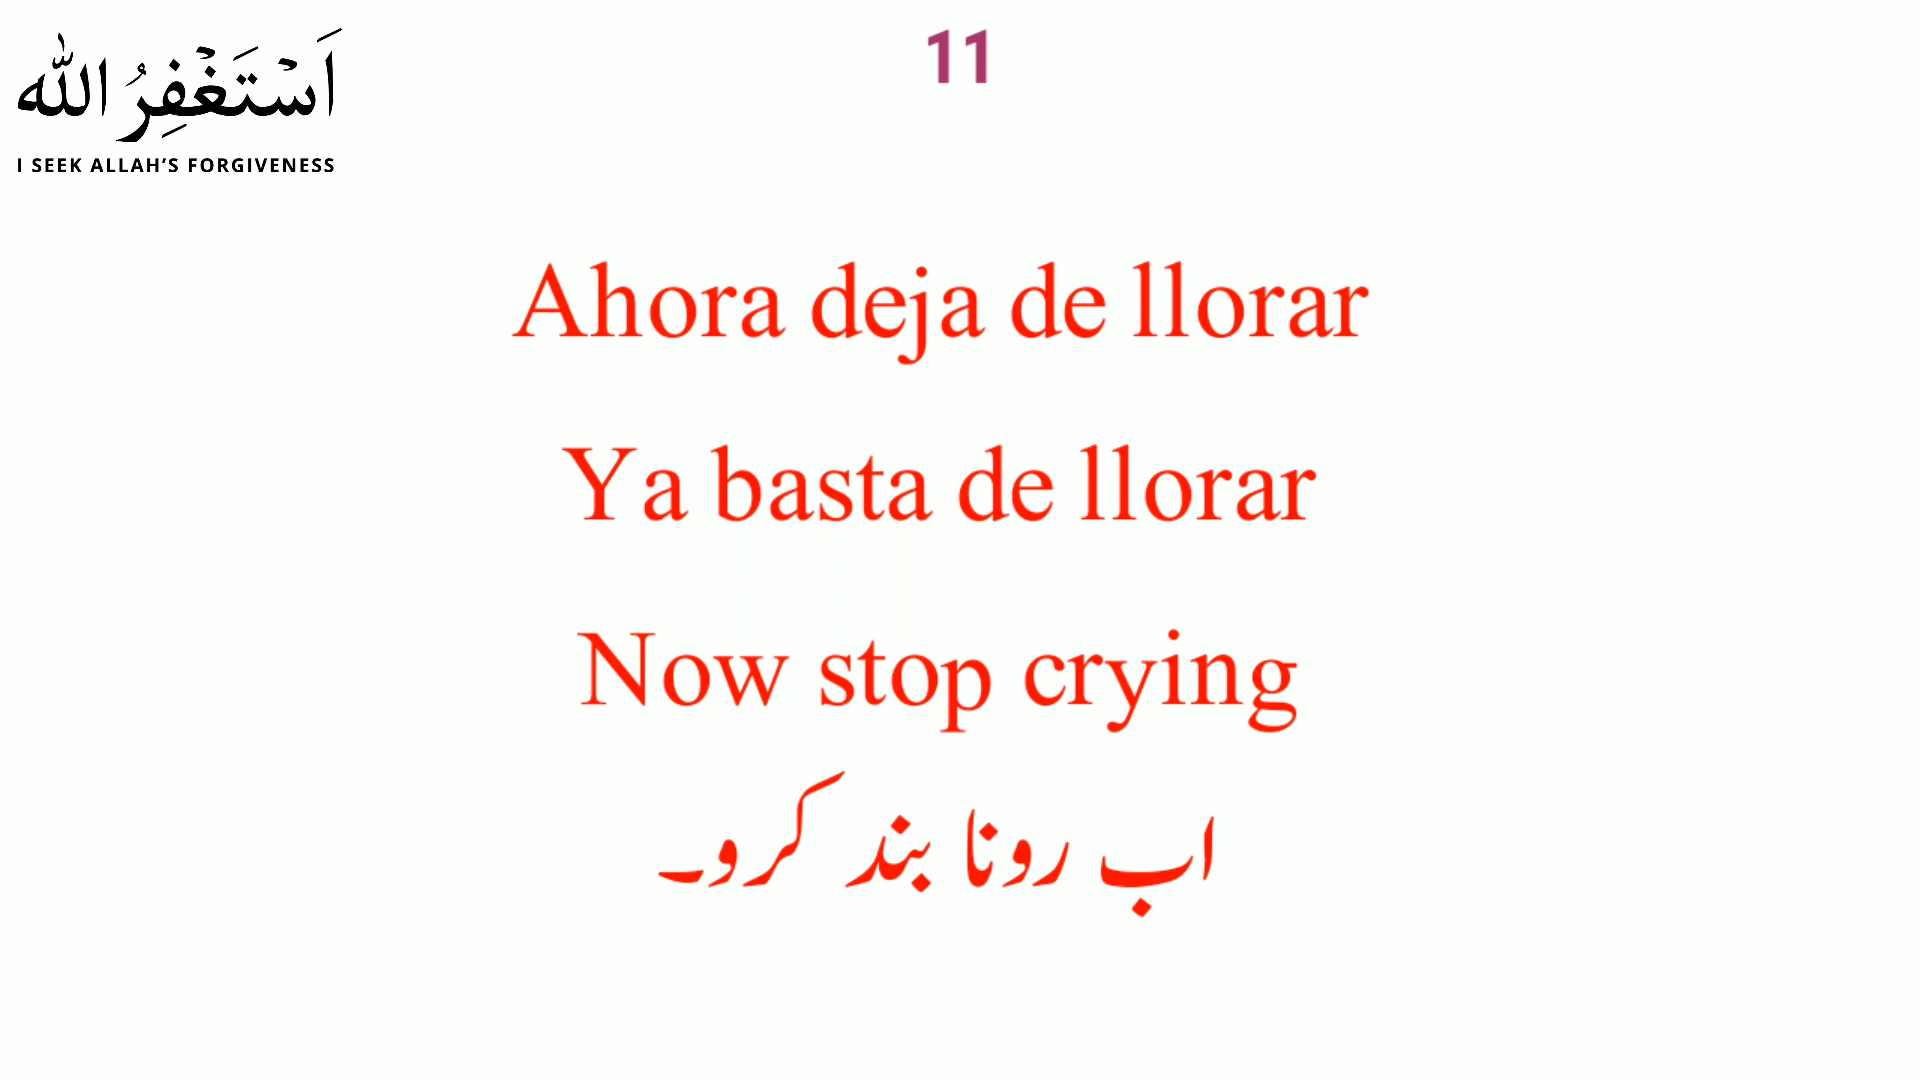 11
اَسْتَغْفِرُ الله
I SEEK ALLAH’S FORGIVENESS
Ahora deja de llorar
Ya basta de llorar
Now stop crying
اب رونا بند کرو۔